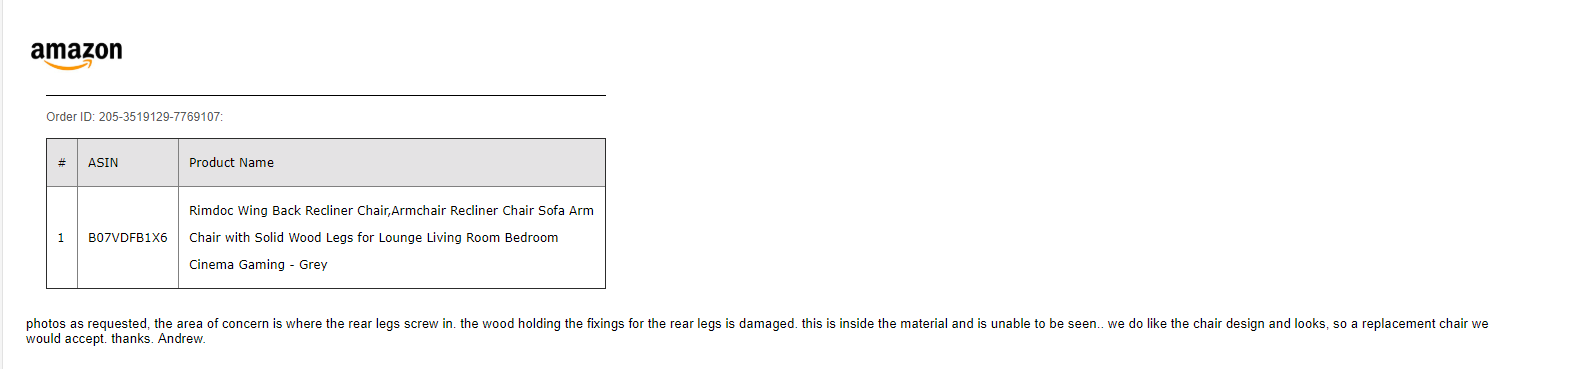 amazon
Order ID: 205-3519129-7769107:
# ASIN Product Name
1 B07VDFB1X6 Rimdoc Wing Back Recliner Chair,Armchair Recliner Chair Sofa Arm
Chair with Solid Wood Legs for Lounge Living Room Bedroom
Cinema Gaming - Grey
photos as requested, the area of concern is where the rear legs screw in. the wood holding the fixings for the rear legs is damaged. this is inside the material and is unable to be seen.. we do like the chair design and looks, so a replacement chair we
would accept. thanks. Andrew.